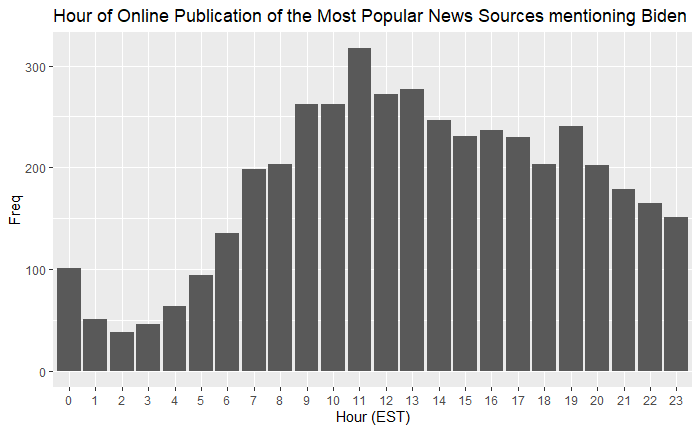 Hour of Online Publication of the Most Popular News Sources mentioning Biden
Freq
300
200
100
0
0 1 2 3 4 5 6 7 8 9 10 11 12 13 14 15 16 17 18 19 20 21 22 23
Hour (EST)